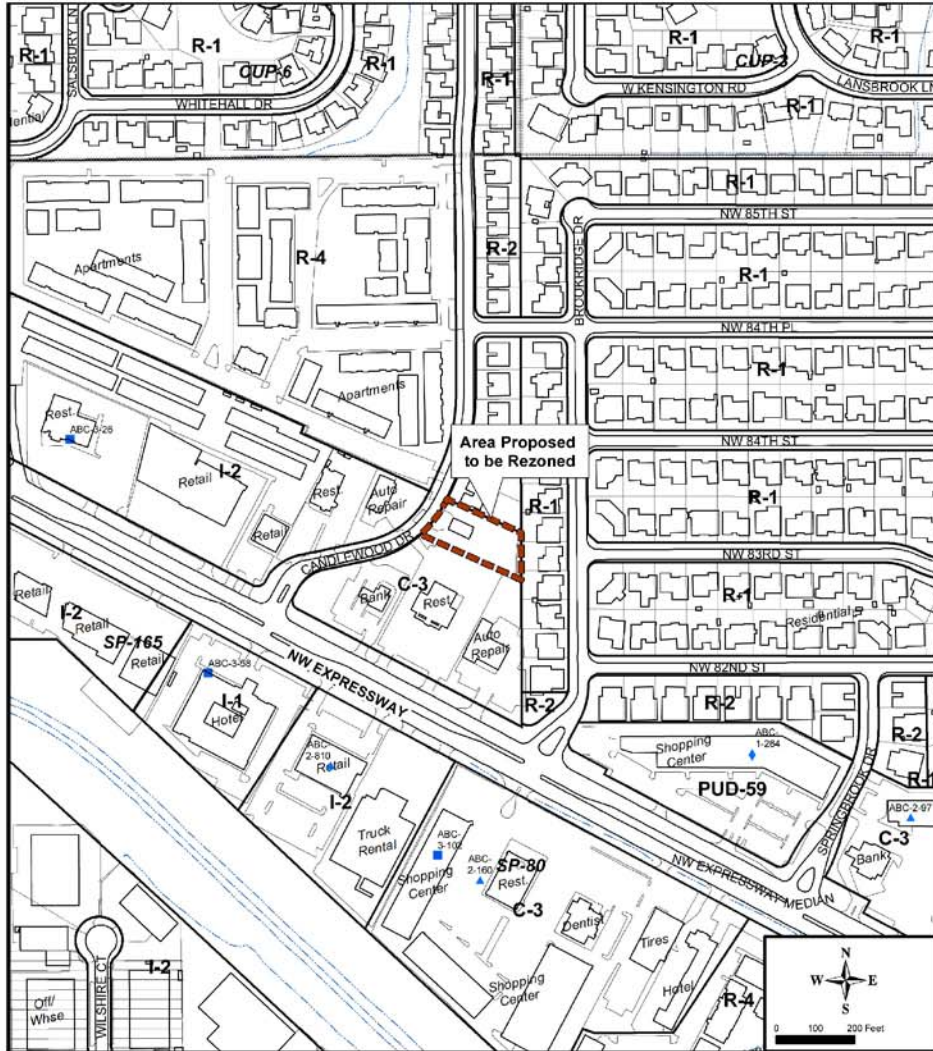 R-1
SALSBURY LN
R-1
CUP-6
R-1
WHITEHALL DR
R-1
R-1
CUP-2
R-1
W KENSINGTON RD
LANSBROOK LN
R-1
R-1
NW 85TH ST
R-2
R-4
Apartments
R-1
BROOKRIDGE DR
NW 84TH PL
R-1
Apartments
Rest.
ABC-3-26
Area Proposed
to be Rezoned
NW 84TH ST
I-2
Retail
Rest.
Auto
Repair
Retail
R-1
R-1
CANDLEWOOD DR
NW 83RD ST
C-3
Bank
Rest.
R-1
Residential
Auto
Repair
Retail
I-2
Retail
SP-165
Retail
NW EXPRESSWAY
NW 82ND ST
R-2
R-2
R-2
ABC-3-58
I-1
Hotel
ABC-
2-810
Retail
I-2
Shopping
Center
ABC-
1-284
PUD-59
SPRINGBROOK DR
R-1
ABC-2-97
C-3
Bank
Truck
Rental
ABC-
3-102
Shopping
Center
ABC-
2-160
SP-80
Rest.
C-3
NW EXPRESSWAY MEDIAN
Dentist
Tires
Shopping
Center
Hotel
R-4
I-2
Off/
Whse
WILSHIRE CT
N
W E
S
0 100 200 Feet